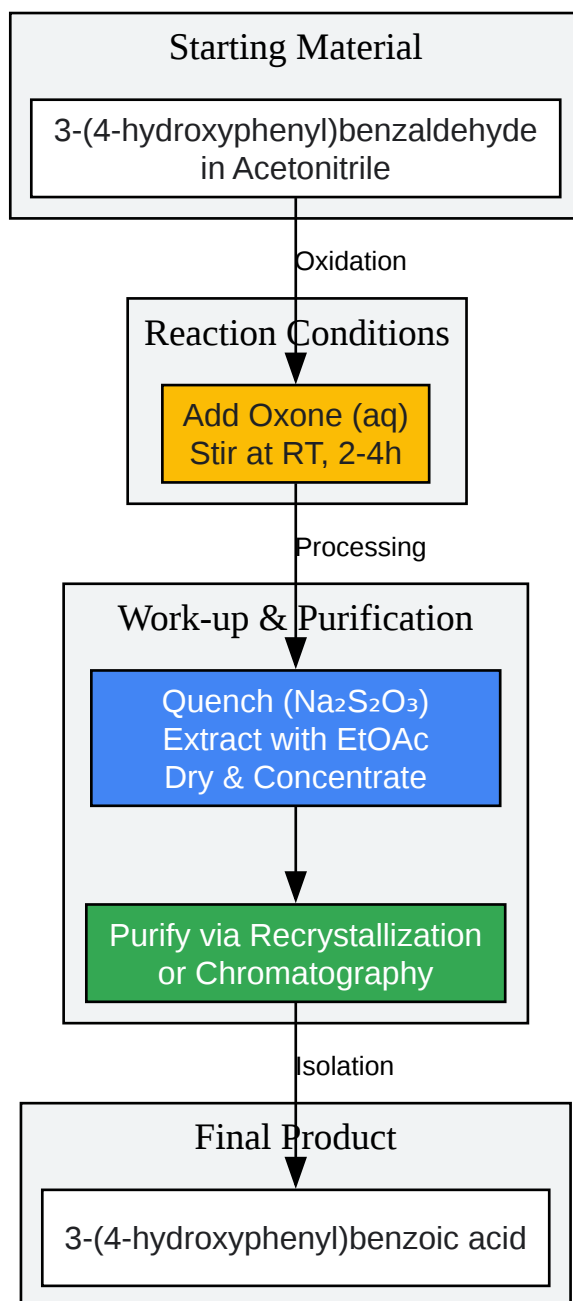 Starting Material
3-(4-hydroxyphenyl)benzaldehyde
in Acetonitrile
Oxidation
Reaction Conditions
Add Oxone (aq)
Stir at RT, 2-4h
Processing
Work-up & Purification
Quench (Na₂S₂O₃)
Extract with EtOAc
Dry & Concentrate
Purify via Recrystallization
or Chromatography
Isolation
Final Product
3-(4-hydroxyphenyl)benzoic acid